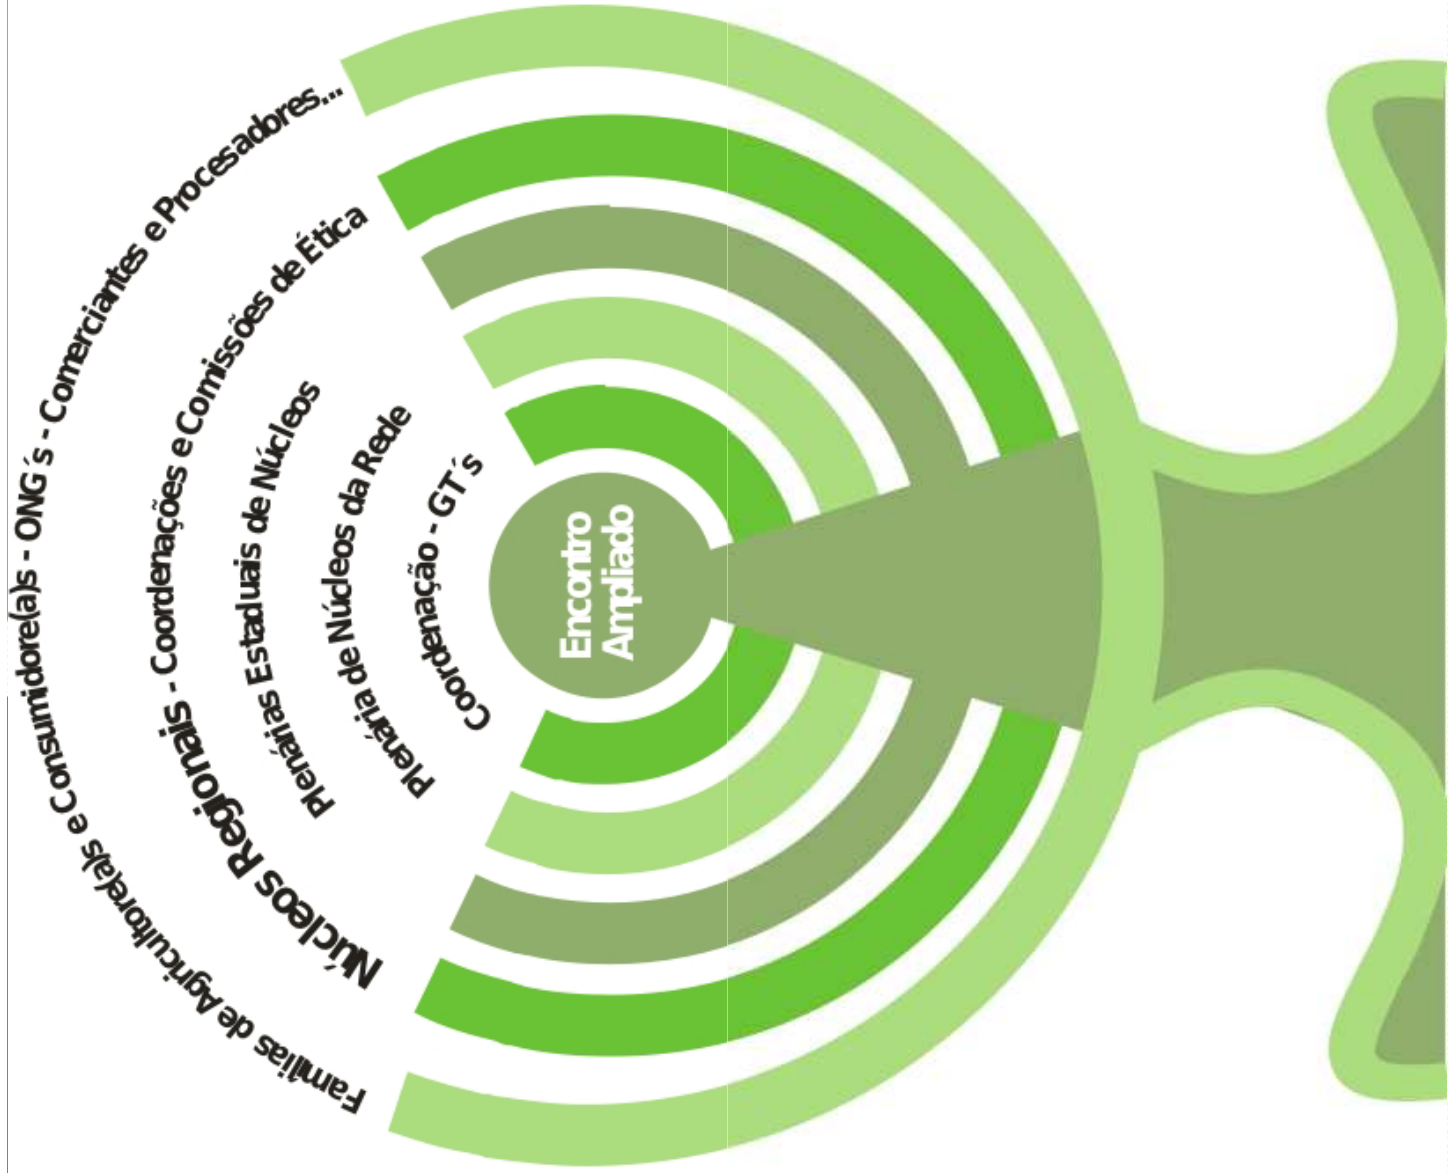 Famílias de Agricultore(a)s e Consumidore(a)s - ONG´s - Comerciantes e Procesadores...
Núcleos Regionais - Coordenações e Comissões de Ética
Plenárias Estaduais de Núcleos
Plenária de Núcleos da Rede
Coordenação - GT´s
Encontro
Ampliado